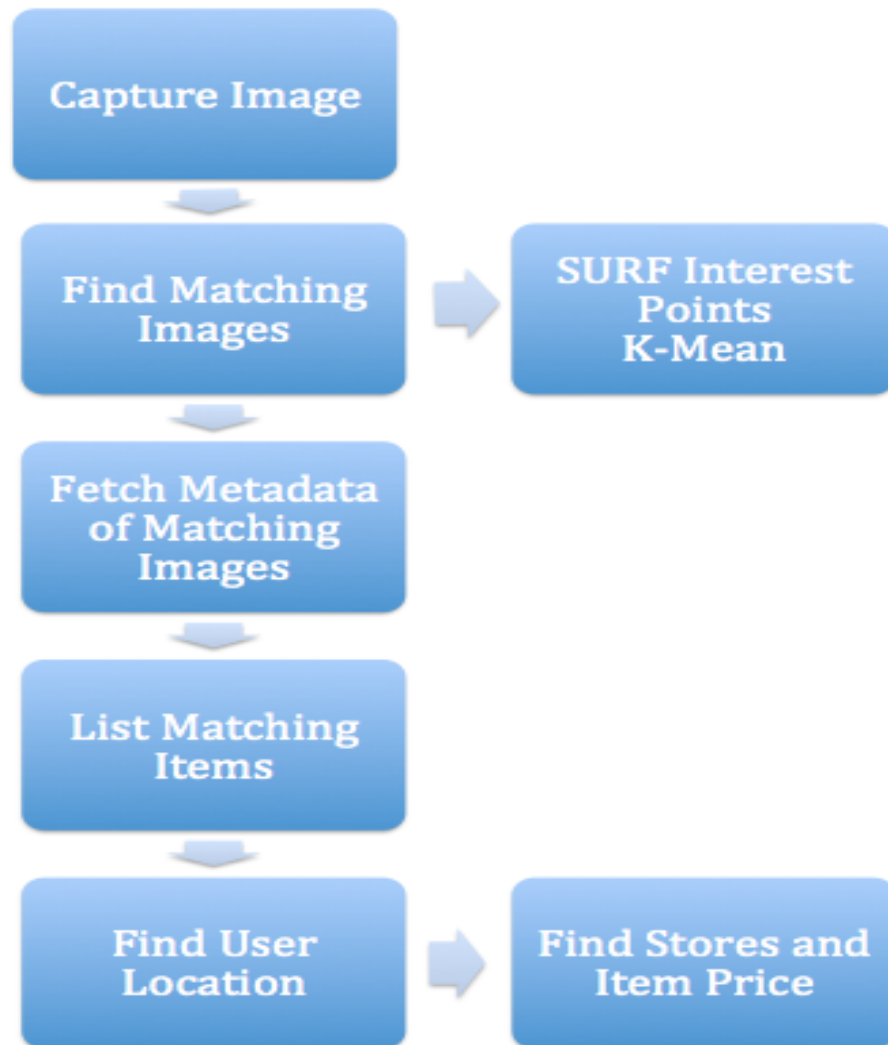 Capture Image
Find Matching
Images
SURF Interest
Points
K-Mean
Fetch Metadata
of Matching
Images
List Matching
Items
Find User
Location
Find Stores and
Item Price